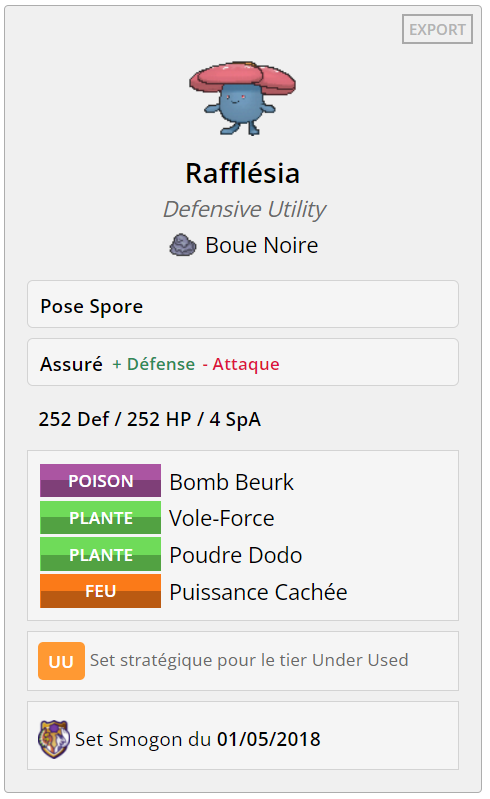 EXPORT
Rafflésia
Defensive Utility
Boue Noire
Pose Spore
Assuré + Défense - Attaque
252 Def / 252 HP / 4 SpA
POISON Bomb Beurk
PLANTE Vole-Force
PLANTE Poudre Dodo
FEU Puissance Cachée
UU Set stratégique pour le tier Under Used
Set Smogon du 01/05/2018